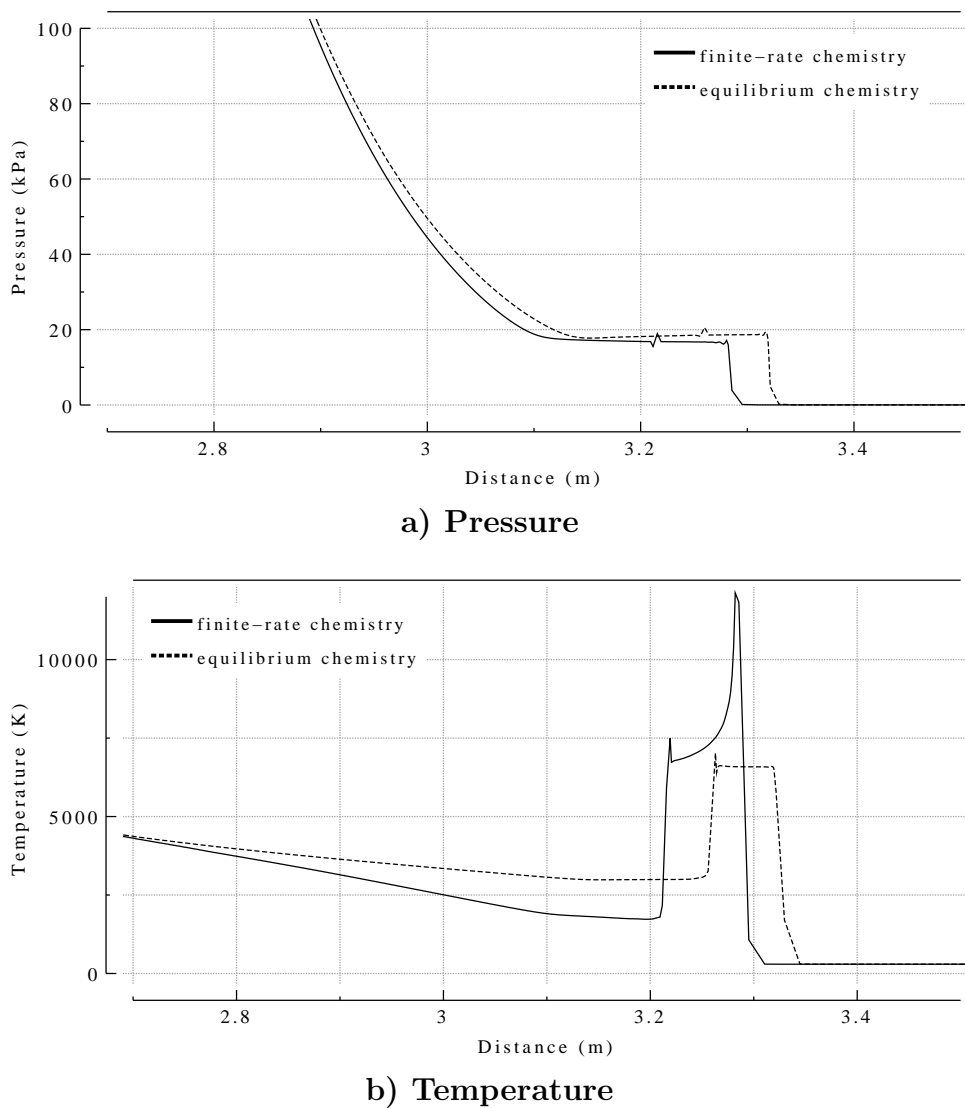 100
80
60
40
20
0
Pressure (kPa)
finite−rate chemistry
equilibrium chemistry
2.8 3 3.2 3.4
Distance (m)
a) Pressure
10000
5000
0
Temperature (K)
finite−rate chemistry
equilibrium chemistry
2.8 3 3.2 3.4
Distance (m)
b) Temperature